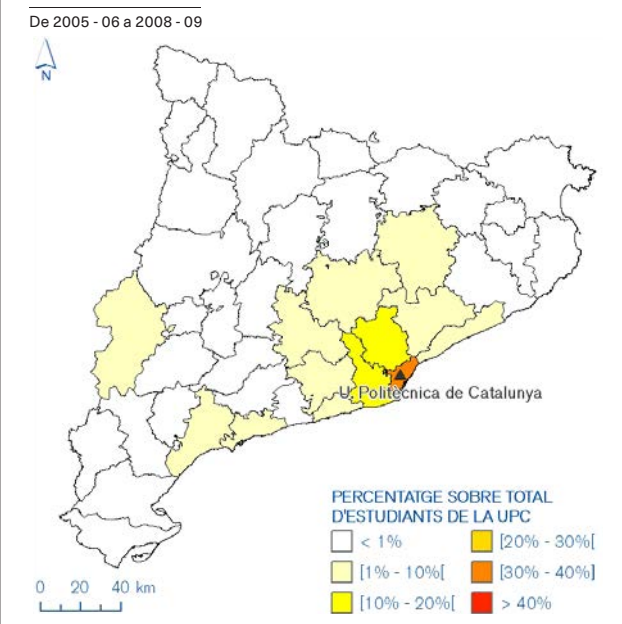 De 2005 - 06 a 2008 - 09
N
U. Politècnica de Catalunya
PERCENTATGE SOBRE TOTAL
D'ESTUDIANTS DE LA UPC
< 1%
[20% - 30%[
[1% - 10%[
[30% - 40%]
[10% - 20%[
> 40%
0 20 40 km